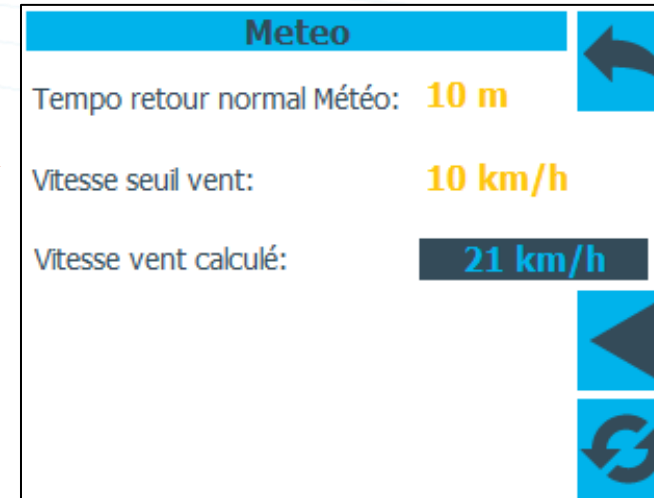 Meteo
Tempo retour normal Météo: 10 m
Vitesse seuil vent: 10 km/h
Vitesse vent calculé: 21 km/h